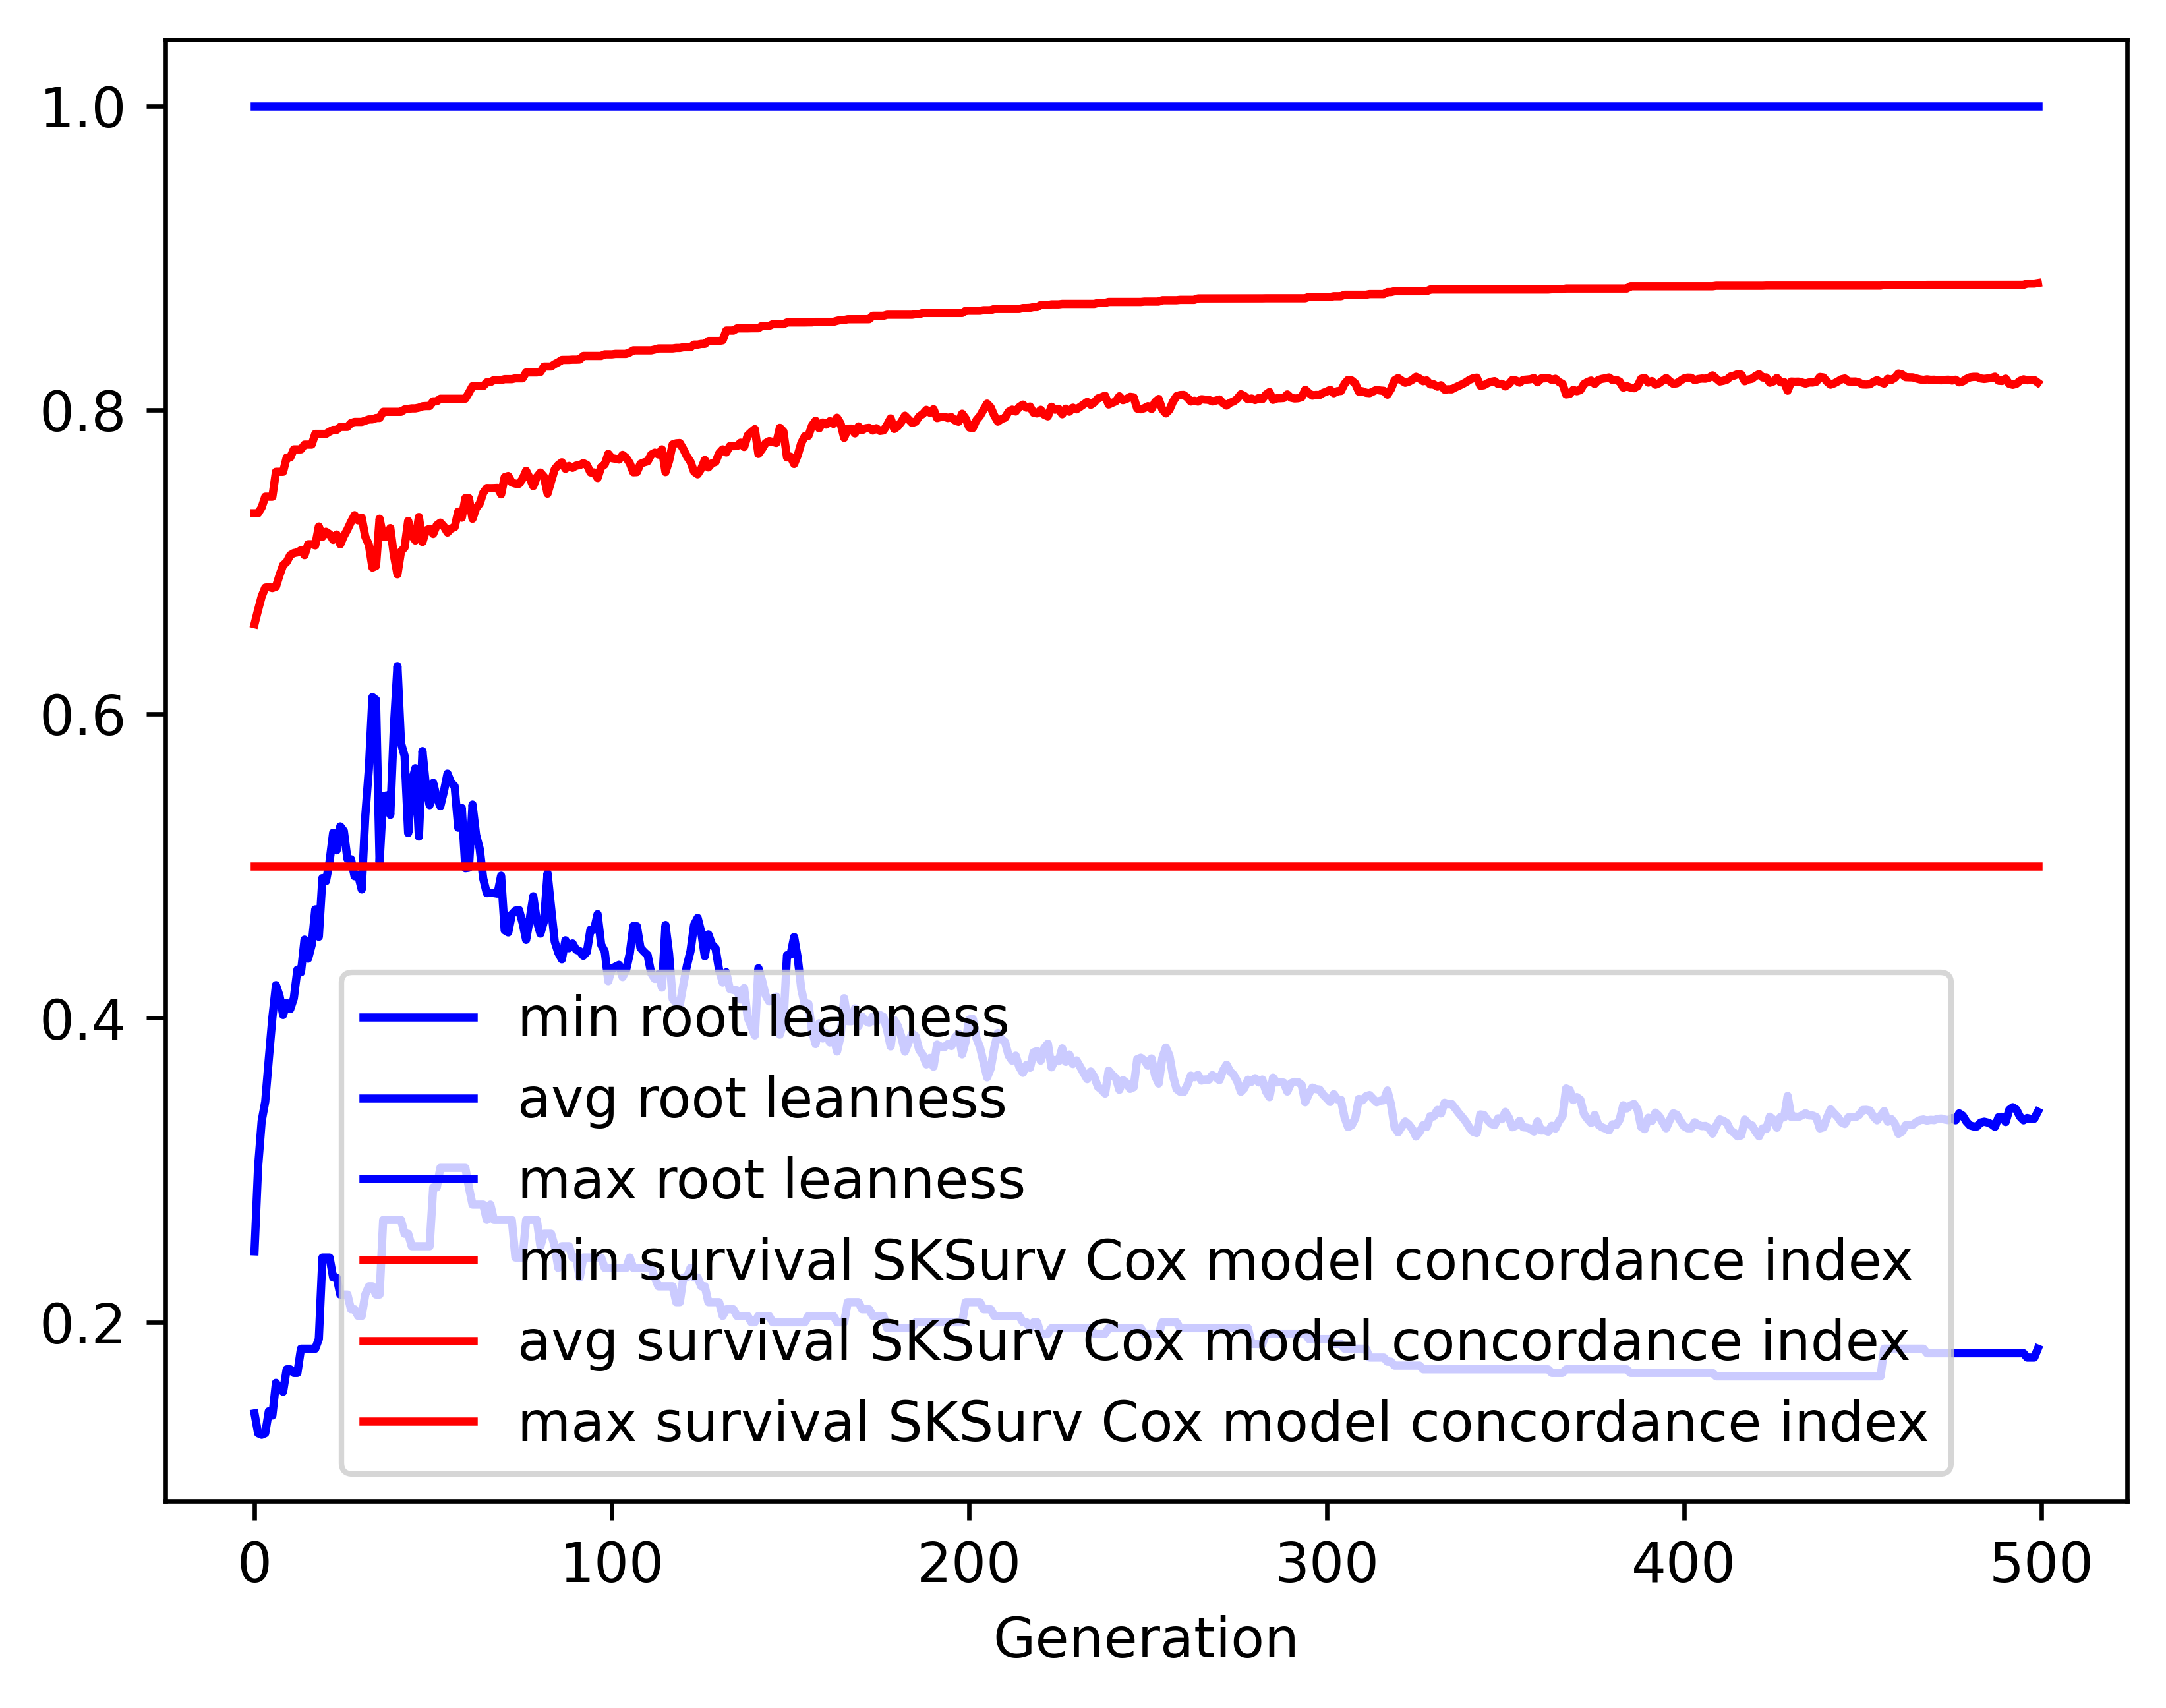 1.0
0.8
0.6
0.4
0.2
min root leanness
avg root leanness
max root leanness
min survival SKSurv Cox model concordance index
avg survival SKSurv Cox model concordance index
max survival SKSurv Cox model concordance index
0 100 200 300 400 500
Generation